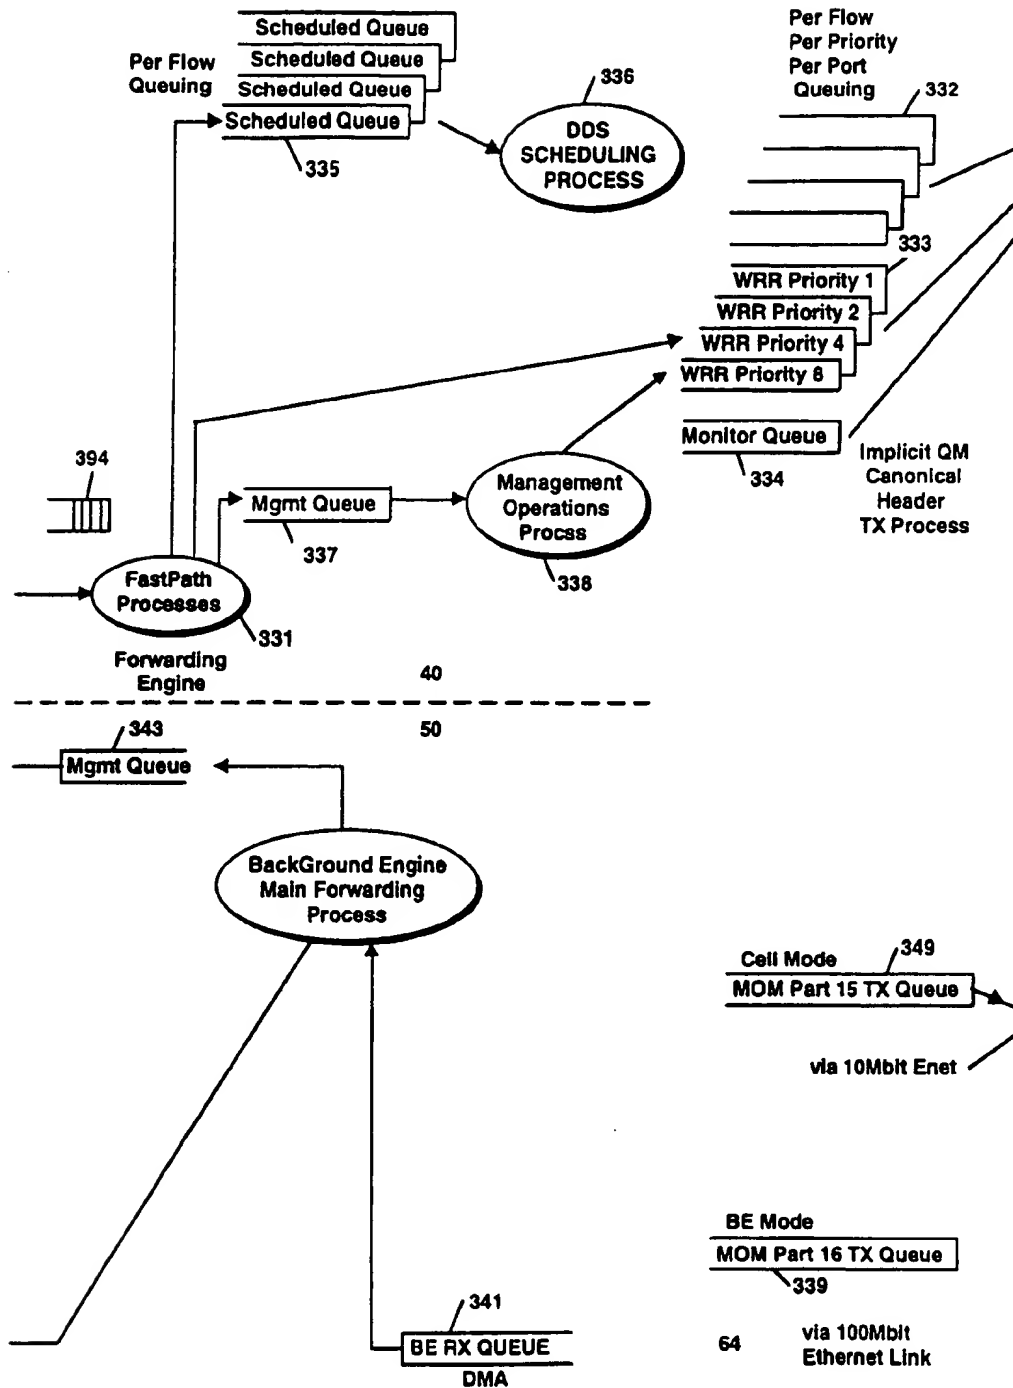 Per Flow
Queuing
Scheduled Queue
Scheduled Queue
Scheduled Queue
Scheduled Queue
335
336
DDS
SCHEDULING
PROCESS
Per Flow
Per Priority
Per Port
Queuing
332
333
WRR Priority 1
WRR Priority 2
WRR Priority 4
WRR Priority 8
Monitor Queue
334
Implicit QM
Canonical
Header
TX Process
394
Mgmt Queue
337
Management
Operations
Procss
338
FastPath
Processes
331
Forwarding
Engine
40
50
343
Mgmt Queue
BackGround Engine
Main Forwarding
Process
Cell Mode
349
MOM Part 15 TX Queue
via 10Mbit Enet
BE Mode
MOM Part 16 TX Queue
339
341
BE RX QUEUE
DMA
64
via 100Mbit
Ethernet Link